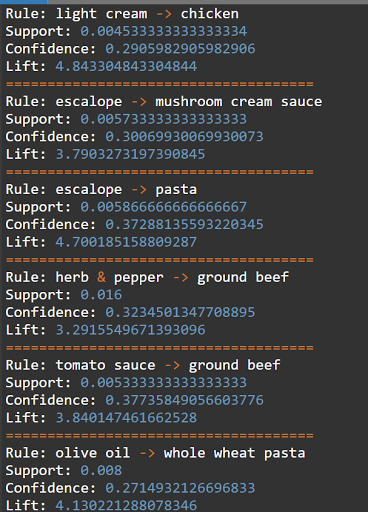 Rule: light cream -> chicken
Support: 0.004533333333333334
Confidence: 0.2905982905982906
Lift: 4.843304843304844
=====================================
Rule: escalope -> mushroom cream sauce
Support: 0.005733333333333333
Confidence: 0.30069930069930073
Lift: 3.7903273197390845
=====================================
Rule: escalope -> pasta
Support: 0.005866666666666667
Confidence: 0.37288135593220345
Lift: 4.700185158809287
=====================================
Rule: herb & pepper -> ground beef
Support: 0.016
Confidence: 0.3234501347708895
Lift: 3.2915549671393096
=====================================
Rule: tomato sauce -> ground beef
Support: 0.005333333333333333
Confidence: 0.37735849056603776
Lift: 3.840147461662528
=====================================
Rule: olive oil -> whole wheat pasta
Support: 0.008
Confidence: 0.2714932126696833
Lift: 4.130221288078346